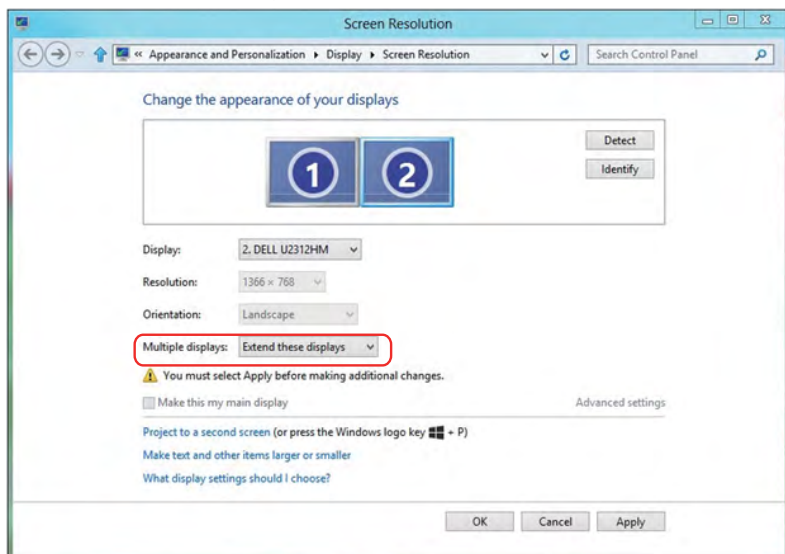 Screen Resolution
« Appearance and Personalization ▸ Display ▸ Screen Resolution Search Control Panel
Change the appearance of your displays
1 2
Detect
Identify
Display: 2. DELL U2312HM
Resolution: 1366 × 768
Orientation: Landscape
Multiple displays: Extend these displays
You must select Apply before making additional changes.
Make this my main display Advanced settings
Project to a second screen (or press the Windows logo key + P)
Make text and other items larger or smaller
What display settings should I choose?
OK Cancel Apply